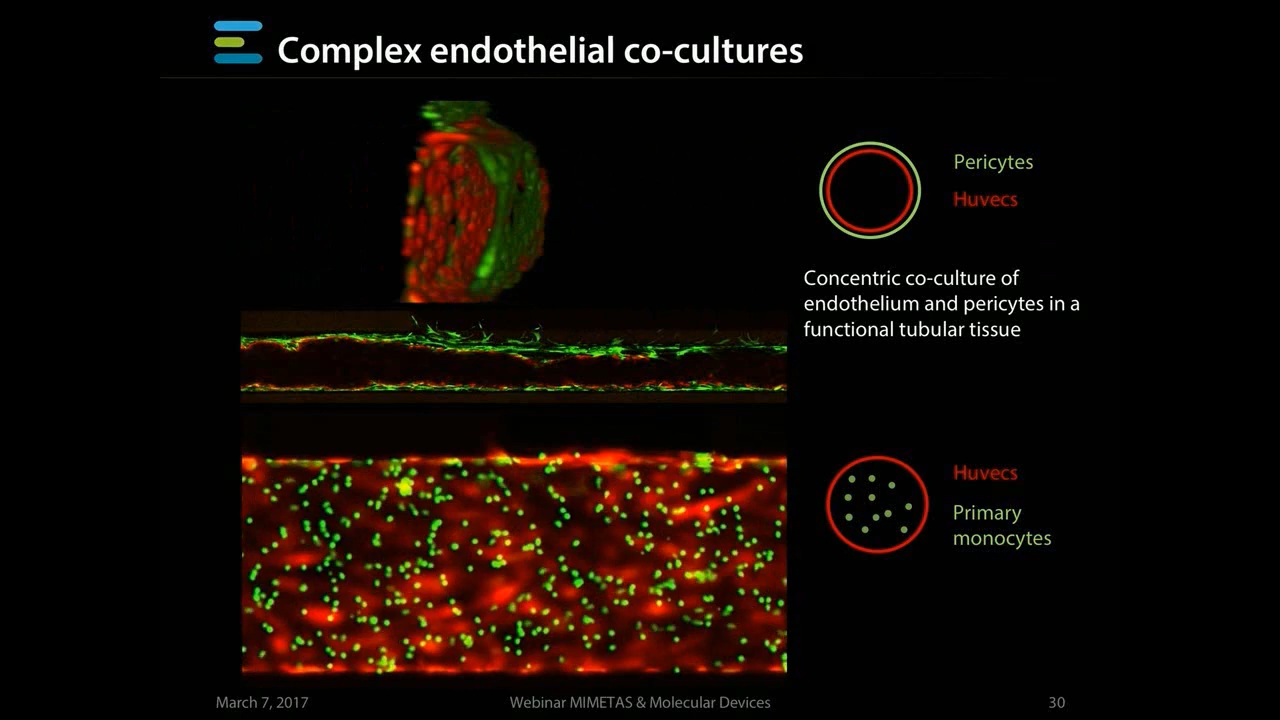 Complex endothelial co-cultures
Pericytes
Huvecs
Concentric co-culture of
endothelium and pericytes in a
functional tubular tissue
Huvecs
Primary
monocytes
March 7, 2017
Webinar MIMETAS & Molecular Devices
30